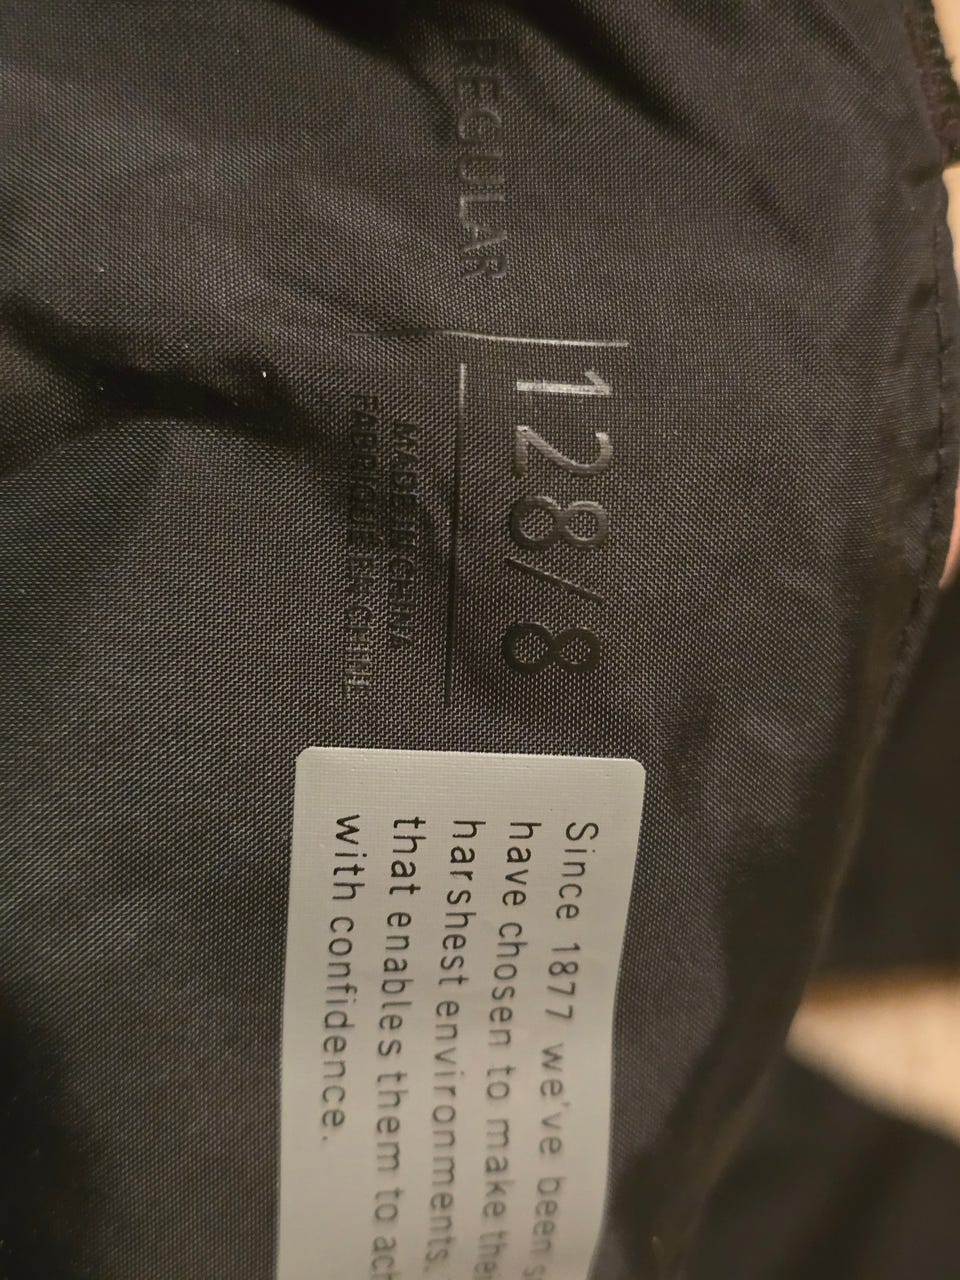 REGULAR
128/8
MADE IN CHINA
FABRIQUE EN CHINE
Since 1877 we've been
have chosen to make
harshest environments.
that enables them to
with confidence.